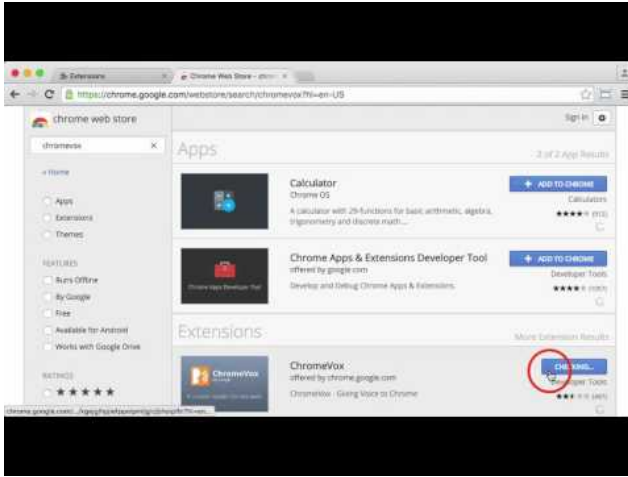 Extensions
Chrome Web Store - chro
https://chrome.google.com/webstore/search/chromevox?hl=en-US
chrome web store
Sign in
chromevox
Apps
2 of 2 App Results
« Home
Apps
Extensions
Themes
FEATURES
Runs Offline
By Google
Free
Available for Android
Works with Google Drive
RATINGS
Calculator
Chrome OS
A calculator with 29-functions for basic arithmetic, algebra,
trigonometry and discrete math...
+ ADD TO CHROME
Calculators
Chrome Apps & Extensions Developer Tool
offered by google.com
Develop and Debug Chrome Apps & Extensions.
Chrome Apps Developer Tool
+ ADD TO CHROME
Developer Tools
Extensions
More Extension Results
ChromeVox
ChromeVox
offered by chrome.google.com
ChromeVox - Giving Voice to Chrome
CHECKING...
Developer Tools